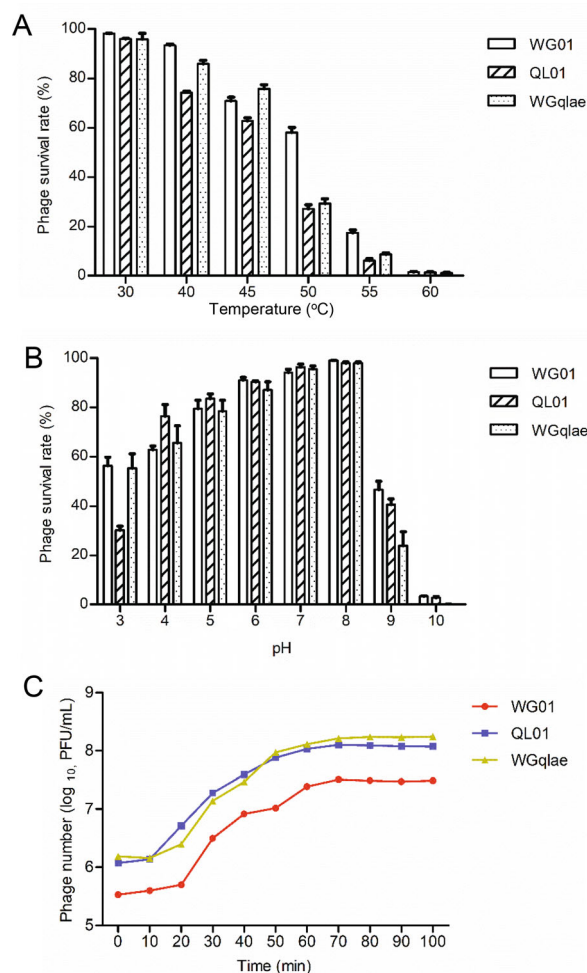 A
Phage survival rate (%)
100
80
60
40
20
0
30 40 45 50 55 60
Temperature (°C)
WG01
QL01
WGqlae
B
Phage survival rate (%)
100
80
60
40
20
0
3 4 5 6 7 8 9 10
pH
WG01
QL01
WGqlae
C
Phage number (log 10, PFU/mL)
9
8
7
6
5
0 10 20 30 40 50 60 70 80 90 100
Time (min)
WG01
QL01
WGqlae